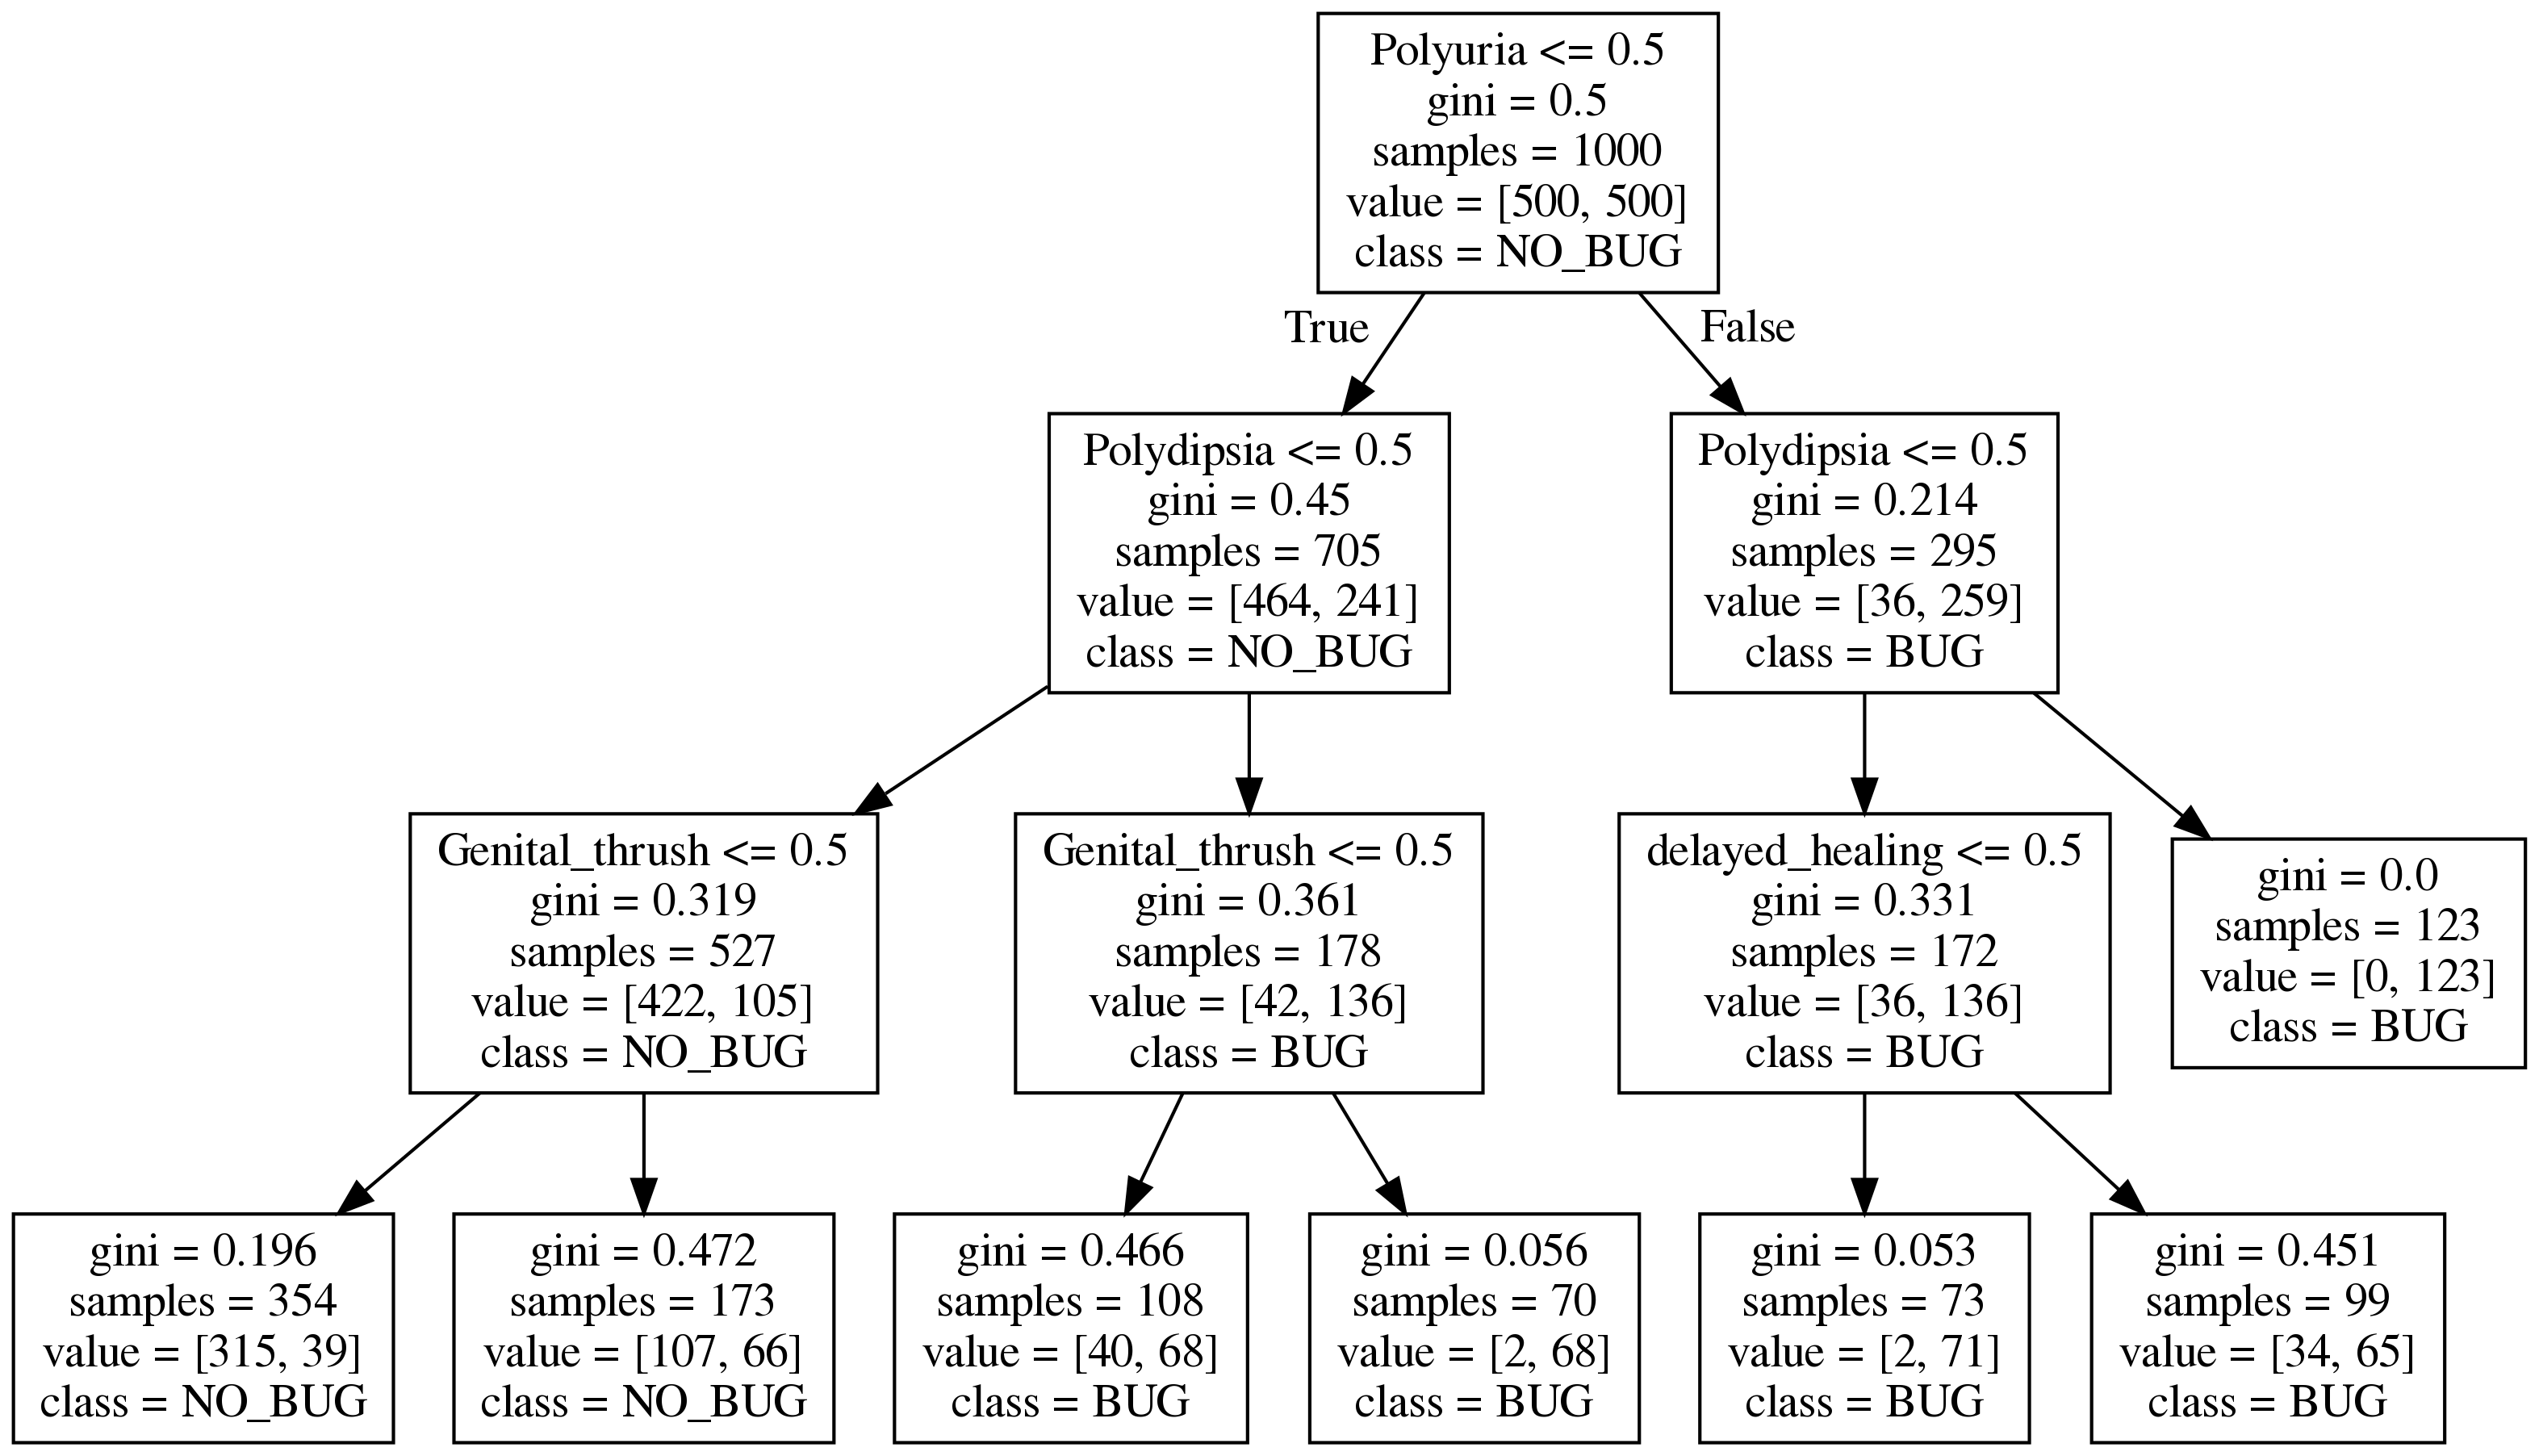 Polyuria <= 0.5
gini = 0.5
samples = 1000
value = [500, 500]
class = NO_BUG
True
False
Polydipsia <= 0.5
gini = 0.45
samples = 705
value = [464, 241]
class = NO_BUG
Polydipsia <= 0.5
gini = 0.214
samples = 295
value = [36, 259]
class = BUG
Genital_thrush <= 0.5
gini = 0.319
samples = 527
value = [422, 105]
class = NO_BUG
Genital_thrush <= 0.5
gini = 0.361
samples = 178
value = [42, 136]
class = BUG
delayed_healing <= 0.5
gini = 0.331
samples = 172
value = [36, 136]
class = BUG
gini = 0.0
samples = 123
value = [0, 123]
class = BUG
gini = 0.196
samples = 354
value = [315, 39]
class = NO_BUG
gini = 0.472
samples = 173
value = [107, 66]
class = NO_BUG
gini = 0.466
samples = 108
value = [40, 68]
class = BUG
gini = 0.056
samples = 70
value = [2, 68]
class = BUG
gini = 0.053
samples = 73
value = [2, 71]
class = BUG
gini = 0.451
samples = 99
value = [34, 65]
class = BUG